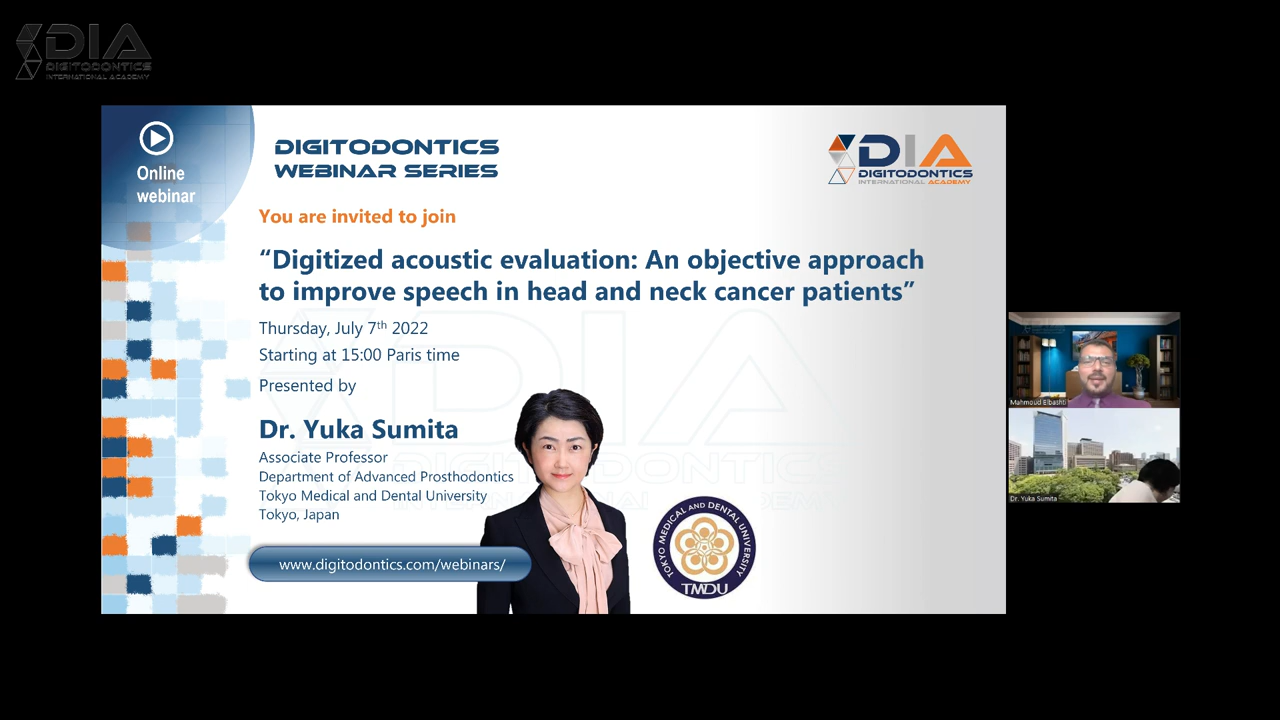 DIA
DIGITODONTICS
INTERNATIONAL ACADEMY
Online
webinar
DIGITODONTICS
WEBINAR SERIES
DIA
DIGITODONTICS
INTERNATIONAL ACADEMY
You are invited to join
“Digitized acoustic evaluation: An objective approach
to improve speech in head and neck cancer patients”
Thursday, July 7th 2022
Starting at 15:00 Paris time
Presented by
Dr. Yuka Sumita
Associate Professor
Department of Advanced Prosthodontics
Tokyo Medical and Dental University
Tokyo, Japan
www.digitodontics.com/webinars/
TOKYO MEDICAL AND DENTAL UNIVERSITY
TMDU
Mahmoud Elbashti
Dr. Yuka Sumita